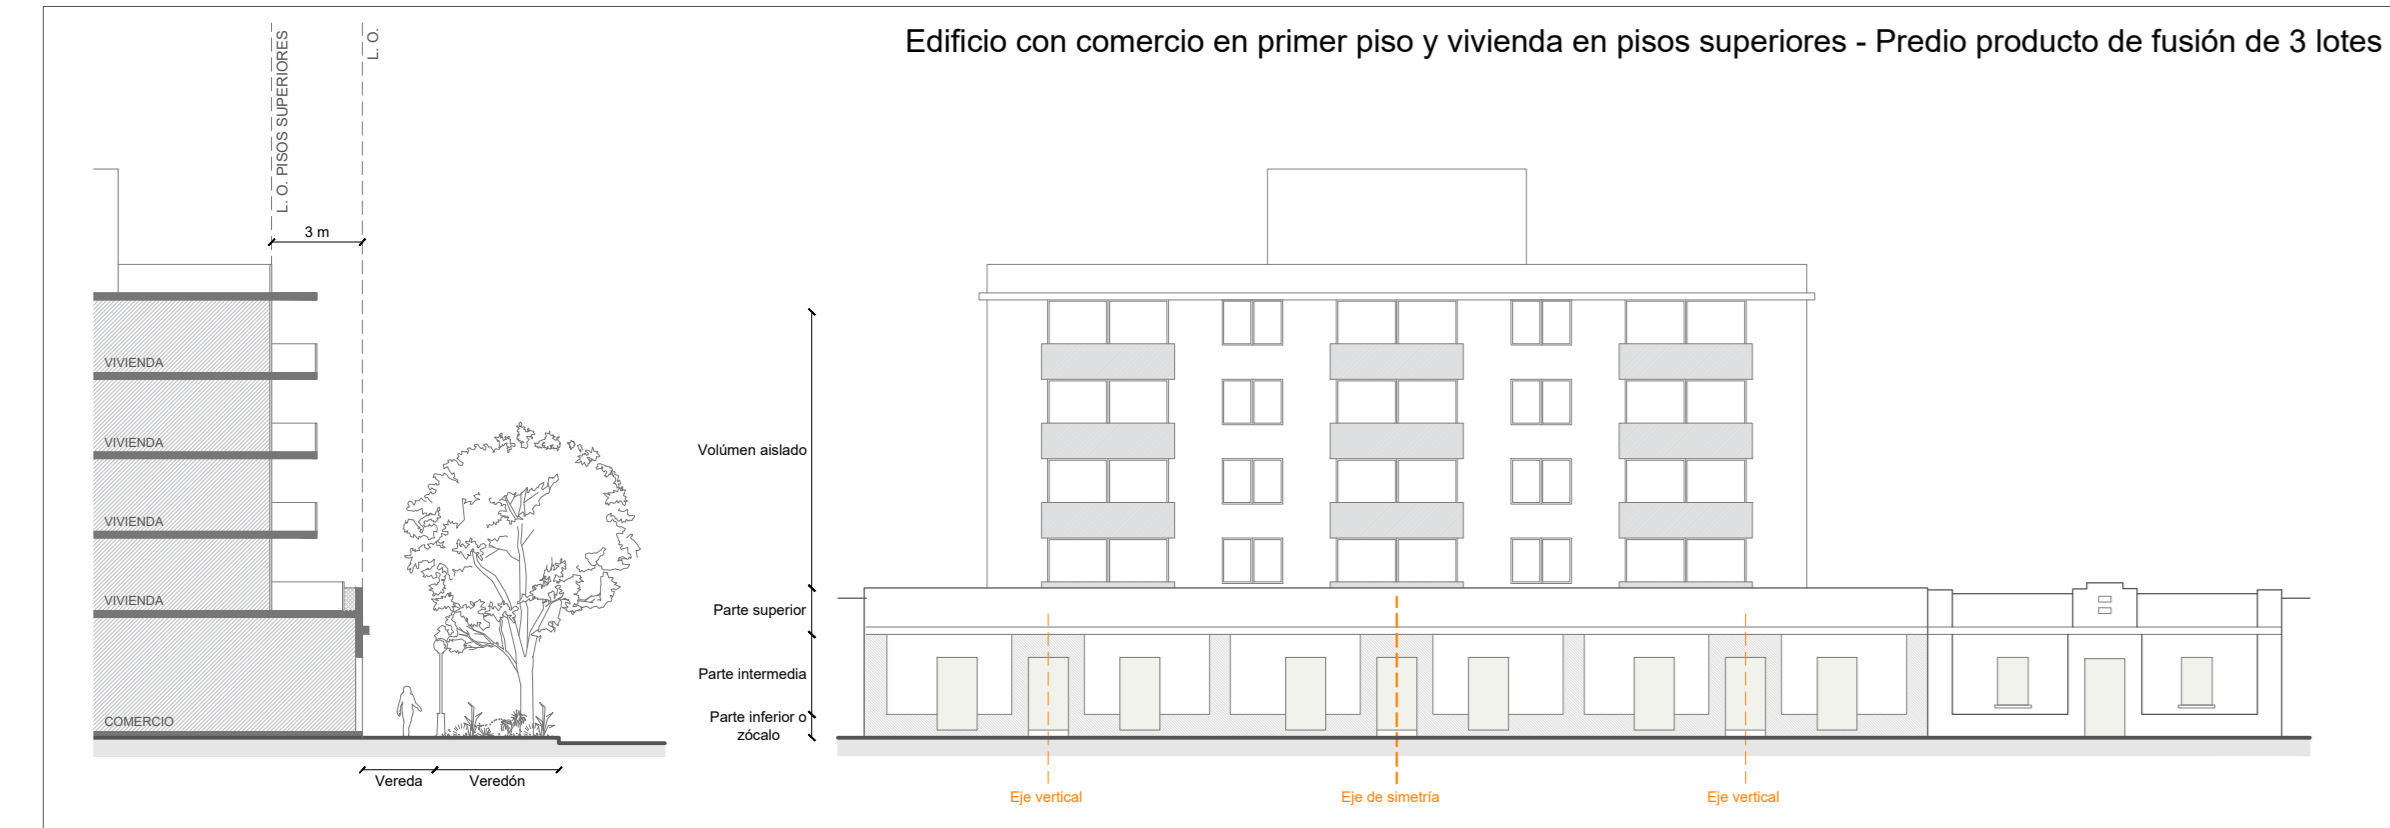 Edificio con comercio en primer piso y vivienda en pisos superiores - Predio producto de fusión de 3 lotes
L. O. PISOS SUPERIORES
L. O.
3 m
VIVIENDA
VIVIENDA
VIVIENDA
VIVIENDA
COMERCIO
Vereda
Veredón
Volúmen aislado
Parte superior
Parte intermedia
Parte inferior o
zócalo
Eje vertical
Eje de simetría
Eje vertical